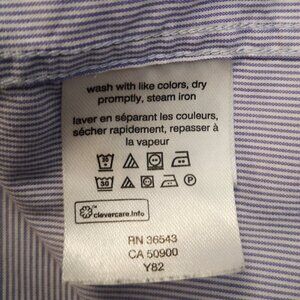 wash with like colors, dry
promptly, steam iron
laver en séparant les couleurs,
sécher rapidement, repasser à
la vapeur
30 P
clevercare.info
RN 36543
CA 50900
Y82